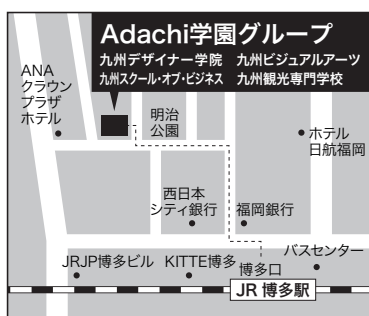 Adachi学園グループ
九州デザイナー学院 九州ビジュアルアーツ
九州スクール・オブ・ビジネス 九州観光専門学校
ANA
クラウン
プラザ
ホテル
明治
公園
ホテル
日航福岡
西日本
シティ銀行
福岡銀行
JRJP博多ビル
KITTE博多
博多口
バスセンター
JR 博多駅